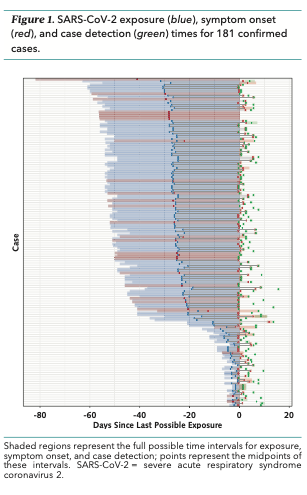 Figure 1. SARS-CoV-2 exposure (blue), symptom onset
(red), and case detection (green) times for 181 confirmed
cases.
Case
-80 -60 -40 -20 0 20
Days Since Last Possible Exposure
Shaded regions represent the full possible time intervals for exposure,
symptom onset, and case detection; points represent the midpoints of
these intervals. SARS-CoV-2 = severe acute respiratory syndrome
coronavirus 2.